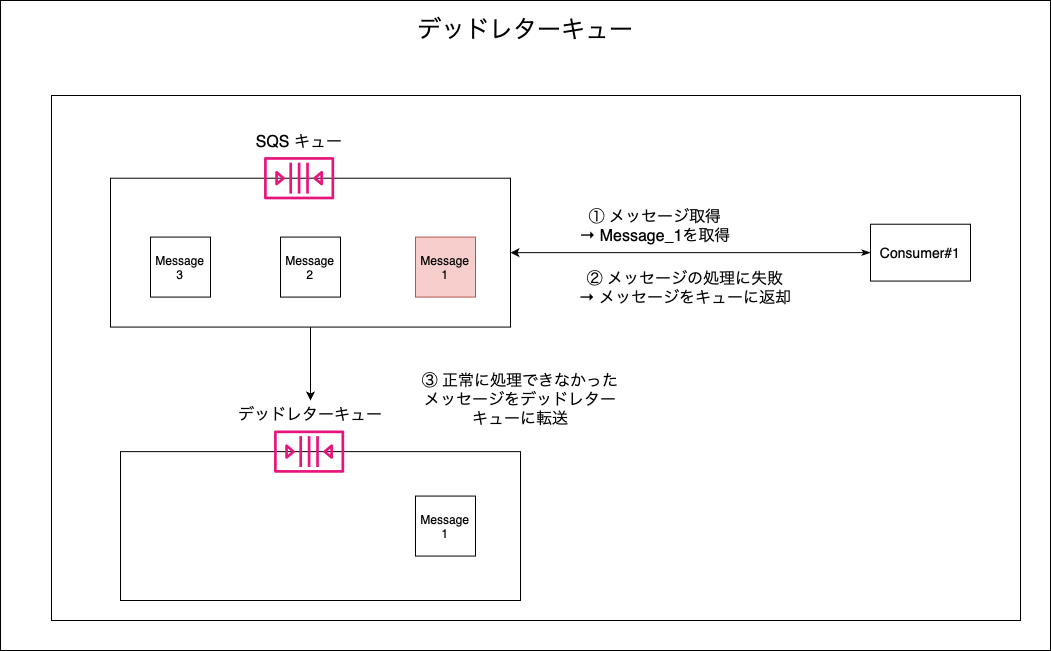 デッドレターキュー
SQS キュー
Message
3
Message
2
Message
1
① メッセージ取得
→ Message_1を取得
② メッセージの処理に失敗
→ メッセージをキューに返却
Consumer#1
③ 正常に処理できなかった
メッセージをデッドレター
キューに転送
デッドレターキュー
Message
1